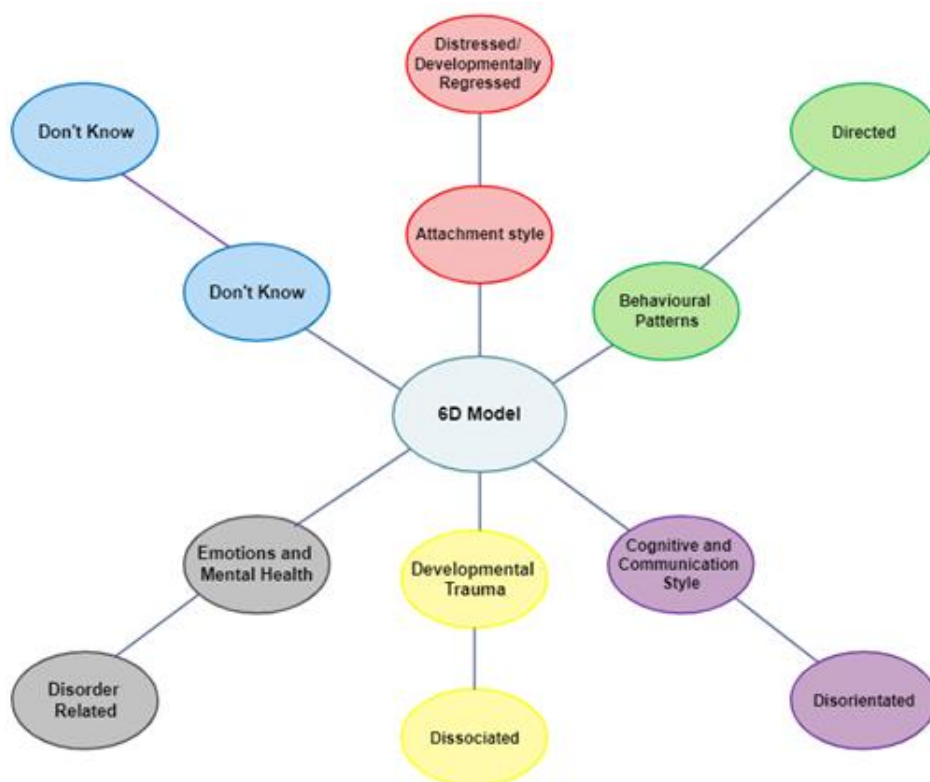 Distressed/
Developmentally
Regressed
Don't Know
Directed
Attachment style
Don't Know
Behavioural
Patterns
6D Model
Emotions and
Mental Health
Developmental
Trauma
Cognitive and
Communication
Style
Disorder
Related
Dissociated
Disorientated